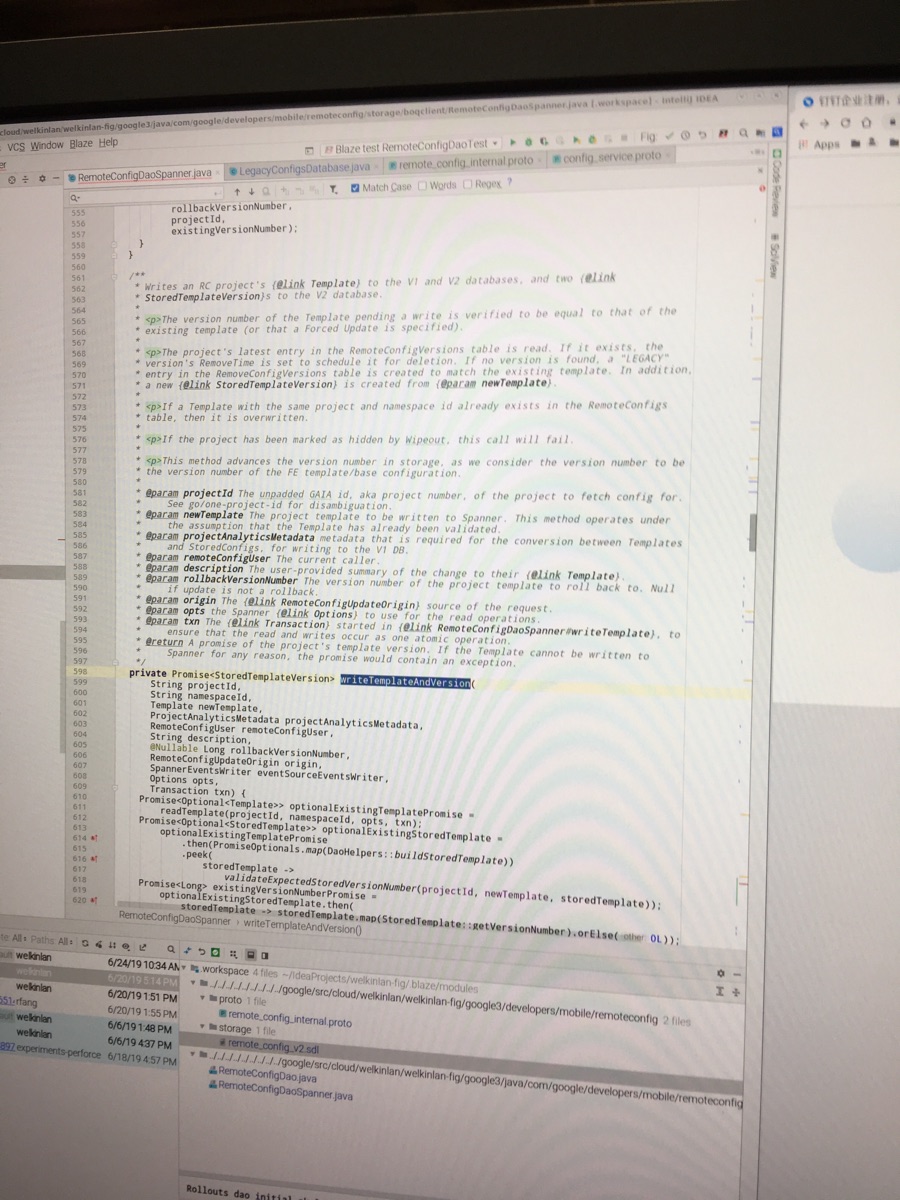 cloud/welkinlan/welkinlan-fig/google3/java/com/google/developers/mobile/remoteconfig/storage/boqclient/RemoteConfigDaoSpanner.java [.workspace] - IntelliJ IDEA
VCS Window Blaze Help
Blaze test RemoteConfigDaoTest
Fig:
RemoteConfigDaoSpanner.java
LegacyConfigsDatabase.java
remote_config_internal.proto
config_service.proto
Match Case
Words
Regex
?
555 rollbackVersionNumber,
556 projectId,
557 existingVersionNumber);
558 }
559 }
560
561 /**
562 * Writes an RC project's {@link Template} to the V1 and V2 databases, and two {@link
563 * StoredTemplateVersion}s to the V2 database.
564 *
565 * <p>The version number of the Template pending a write is verified to be equal to that of the
566 * existing template (or that a Forced Update is specified).
567 *
568 * <p>The project's latest entry in the RemoteConfigVersions table is read. If it exists, the
569 * version's RemoveTime is set to schedule it for deletion. If no version is found, a "LEGACY"
570 * entry in the RemoveConfigVersions table is created to match the existing template. In addition,
571 * a new {@link StoredTemplateVersion} is created from {@param newTemplate}.
572 *
573 * <p>If a Template with the same project and namespace id already exists in the RemoteConfigs
574 * table, then it is overwritten.
575 *
576 * <p>If the project has been marked as hidden by Wipeout, this call will fail.
577 *
578 * <p>This method advances the version number in storage, as we consider the version number to be
579 * the version number of the FE template/base configuration.
580 *
581 * @param projectId The unpadded GAIA id, aka project number, of the project to fetch config for.
582 * See go/one-project-id for disambiguation.
583 * @param newTemplate The project template to be written to Spanner. This method operates under
584 * the assumption that the Template has already been validated.
585 * @param projectAnalyticsMetadata metadata that is required for the conversion between Templates
586 * and StoredConfigs, for writing to the V1 DB.
587 * @param remoteConfigUser The current caller.
588 * @param description The user-provided summary of the change to their {@link Template}.
589 * @param rollbackVersionNumber The version number of the project template to roll back to. Null
590 * if update is not a rollback.
591 * @param origin The {@link RemoteConfigUpdateOrigin} source of the request.
592 * @param opts the Spanner {@link Options} to use for the read operations.
593 * @param txn The {@link Transaction} started in {@link RemoteConfigDaoSpanner#writeTemplate}, to
594 * ensure that the read and writes occur as one atomic operation.
595 * @return A promise of the project's template version. If the Template cannot be written to
596 * Spanner for any reason, the promise would contain an exception.
597 */
598 private Promise<StoredTemplateVersion> writeTemplateAndVersion(
599 String projectId,
600 String namespaceId,
601 Template newTemplate,
602 ProjectAnalyticsMetadata projectAnalyticsMetadata,
603 RemoteConfigUser remoteConfigUser,
604 String description,
605 @Nullable Long rollbackVersionNumber,
606 RemoteConfigUpdateOrigin origin,
607 SpannerEventsWriter eventSourceEventsWriter,
608 Options opts,
609 Transaction txn) {
610 Promise<Optional<Template>> optionalExistingTemplatePromise =
611 readTemplate(projectId, namespaceId, opts, txn);
612 Promise<Optional<StoredTemplate>> optionalExistingStoredTemplate =
613 optionalExistingTemplatePromise
614 .then(PromiseOptionals.map(DaoHelpers::buildStoredTemplate))
615 .peek(
616 storedTemplate ->
617 validateExpectedStoredVersionNumber(projectId, newTemplate, storedTemplate));
618 Promise<Long> existingVersionNumberPromise =
619 optionalExistingStoredTemplate.then(
620 storedTemplate -> storedTemplate.map(StoredTemplate::getVersionNumber).orElse( other 0L));
RemoteConfigDaoSpanner › writeTemplateAndVersion()
Code Review
SciView
Apps
All Paths: All
welkinlan 6/24/19 10:34 AM
welkinlan 6/20/19 5:14 PM
welkinlan 6/20/19 1:51 PM
rfang 6/20/19 1:55 PM
welkinlan 6/6/19 1:48 PM
welkinlan 6/6/19 4:37 PM
897 experiments-perforce 6/18/19 4:57 PM
.workspace 4 files ~/IdeaProjects/welkinlan-fig/.blaze/modules
../../../../../../../../google/src/cloud/welkinlan/welkinlan-fig/google3/developers/mobile/remoteconfig 2 files
proto 1 file
remote_config_internal.proto
storage 1 file
remote_config_v2.sdl
../../../../../../../../google/src/cloud/welkinlan/welkinlan-fig/google3/java/com/google/developers/mobile/remoteconfig
RemoteConfigDao.java
RemoteConfigDaoSpanner.java
Rollouts dao initial